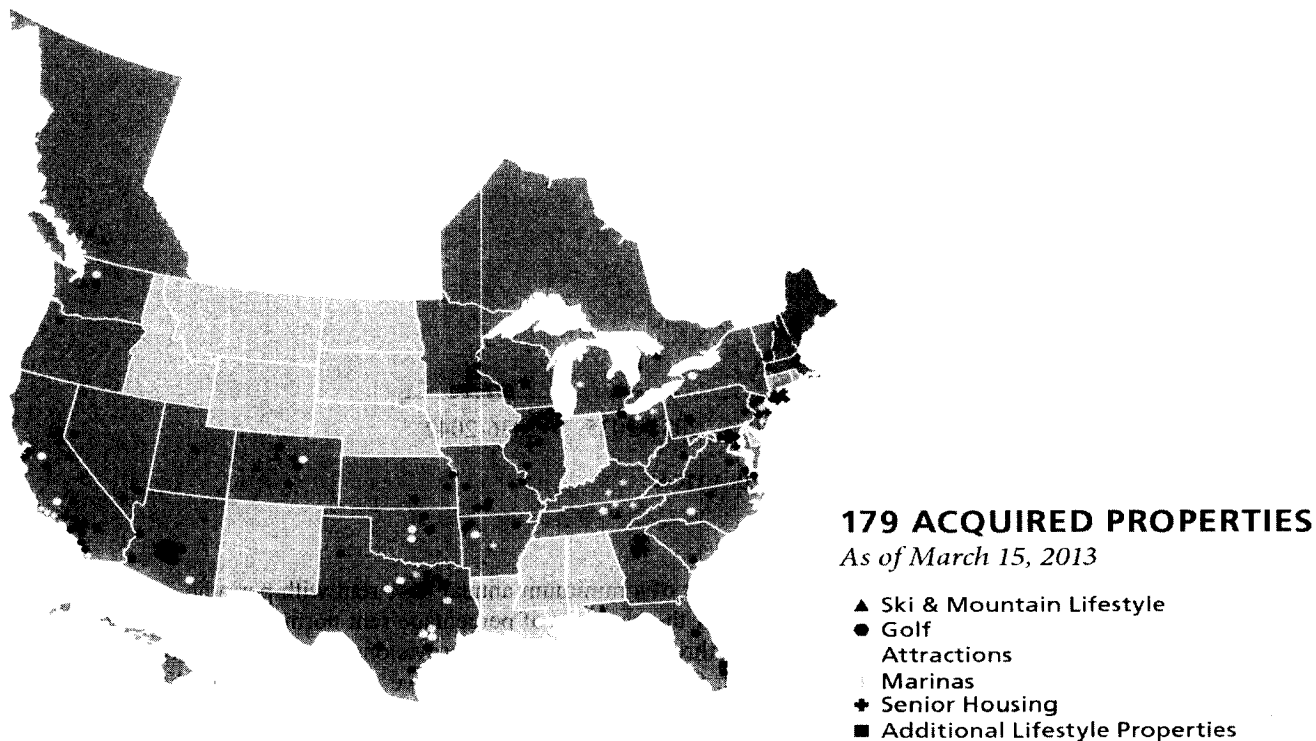 179 ACQUIRED PROPERTIES
As of March 15, 2013
Ski & Mountain Lifestyle
Golf
Attractions
Marinas
Senior Housing
Additional Lifestyle Properties